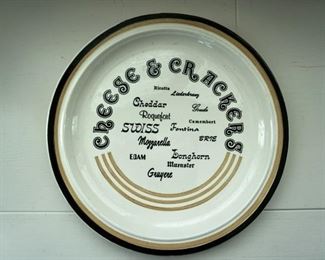 CHEESE & CRACKERS
Ricotta
Liederkranz
Cheddar
Gouda
Roquefort
Camembert
SWISS
Fontina
BRIE
Mozzarella
EDAM
Longhorn
Muenster
Gruyere